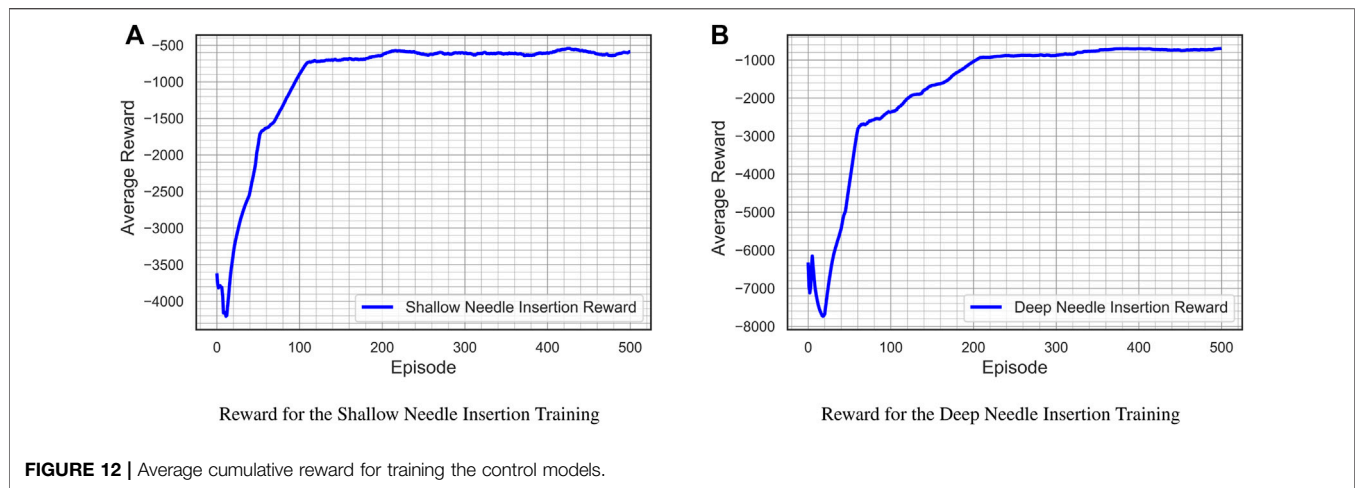 A
−500
−1000
−1500
−2000
−2500
−3000
−3500
−4000
Average Reward
Shallow Needle Insertion Reward
0 100 200 300 400 500
Episode
Reward for the Shallow Needle Insertion Training
B
−1000
−2000
−3000
−4000
−5000
−6000
−7000
−8000
Average Reward
Deep Needle Insertion Reward
0 100 200 300 400 500
Episode
Reward for the Deep Needle Insertion Training
FIGURE 12 | Average cumulative reward for training the control models.